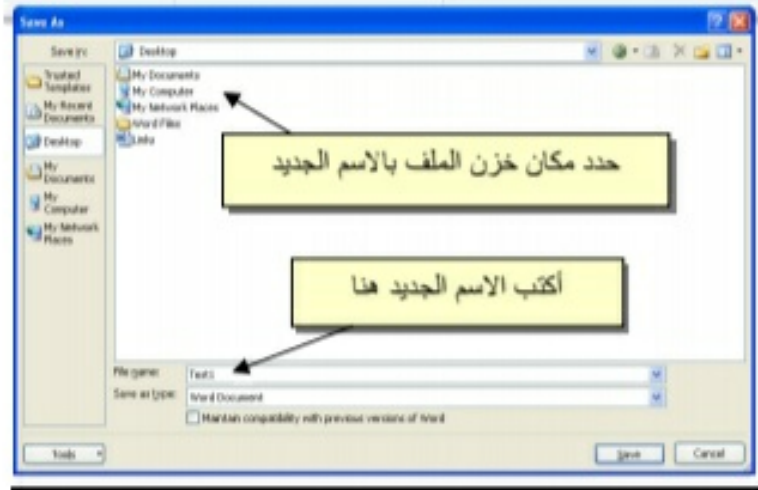 Save As
Save in: Desktop
Trusted Templates
My Recent Documents
Desktop
My Documents
My Computer
My Network Places
My Documents
My Computer
My Network Places
Word Files
Links
حدد مكان خزن الملف بالاسم الجديد
أكتب الاسم الجديد هنا
File name:
Save as type: Word Document
Maintain compatibility with previous versions of Word
Tools
Save
Cancel